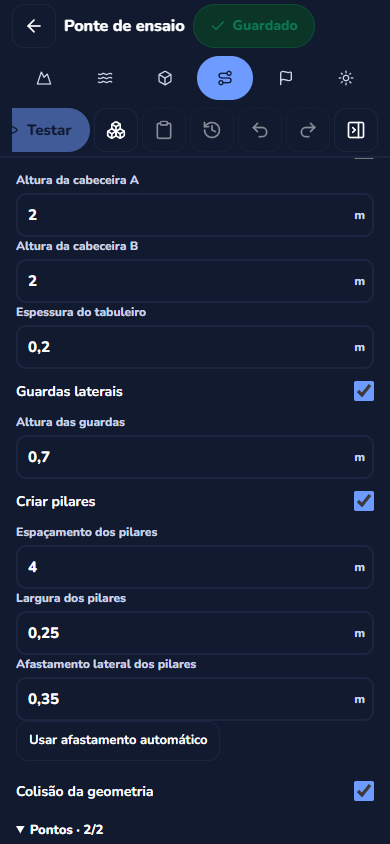 Ponte de ensaio
Guardado
Testar
Altura da cabeceira A
2 m
Altura da cabeceira B
2 m
Espessura do tabuleiro
0,2 m
Guardas laterais
Altura das guardas
0,7 m
Criar pilares
Espaçamento dos pilares
4 m
Largura dos pilares
0,25 m
Afastamento lateral dos pilares
0,35 m
Usar afastamento automático
Colisão da geometria
Pontos · 2/2